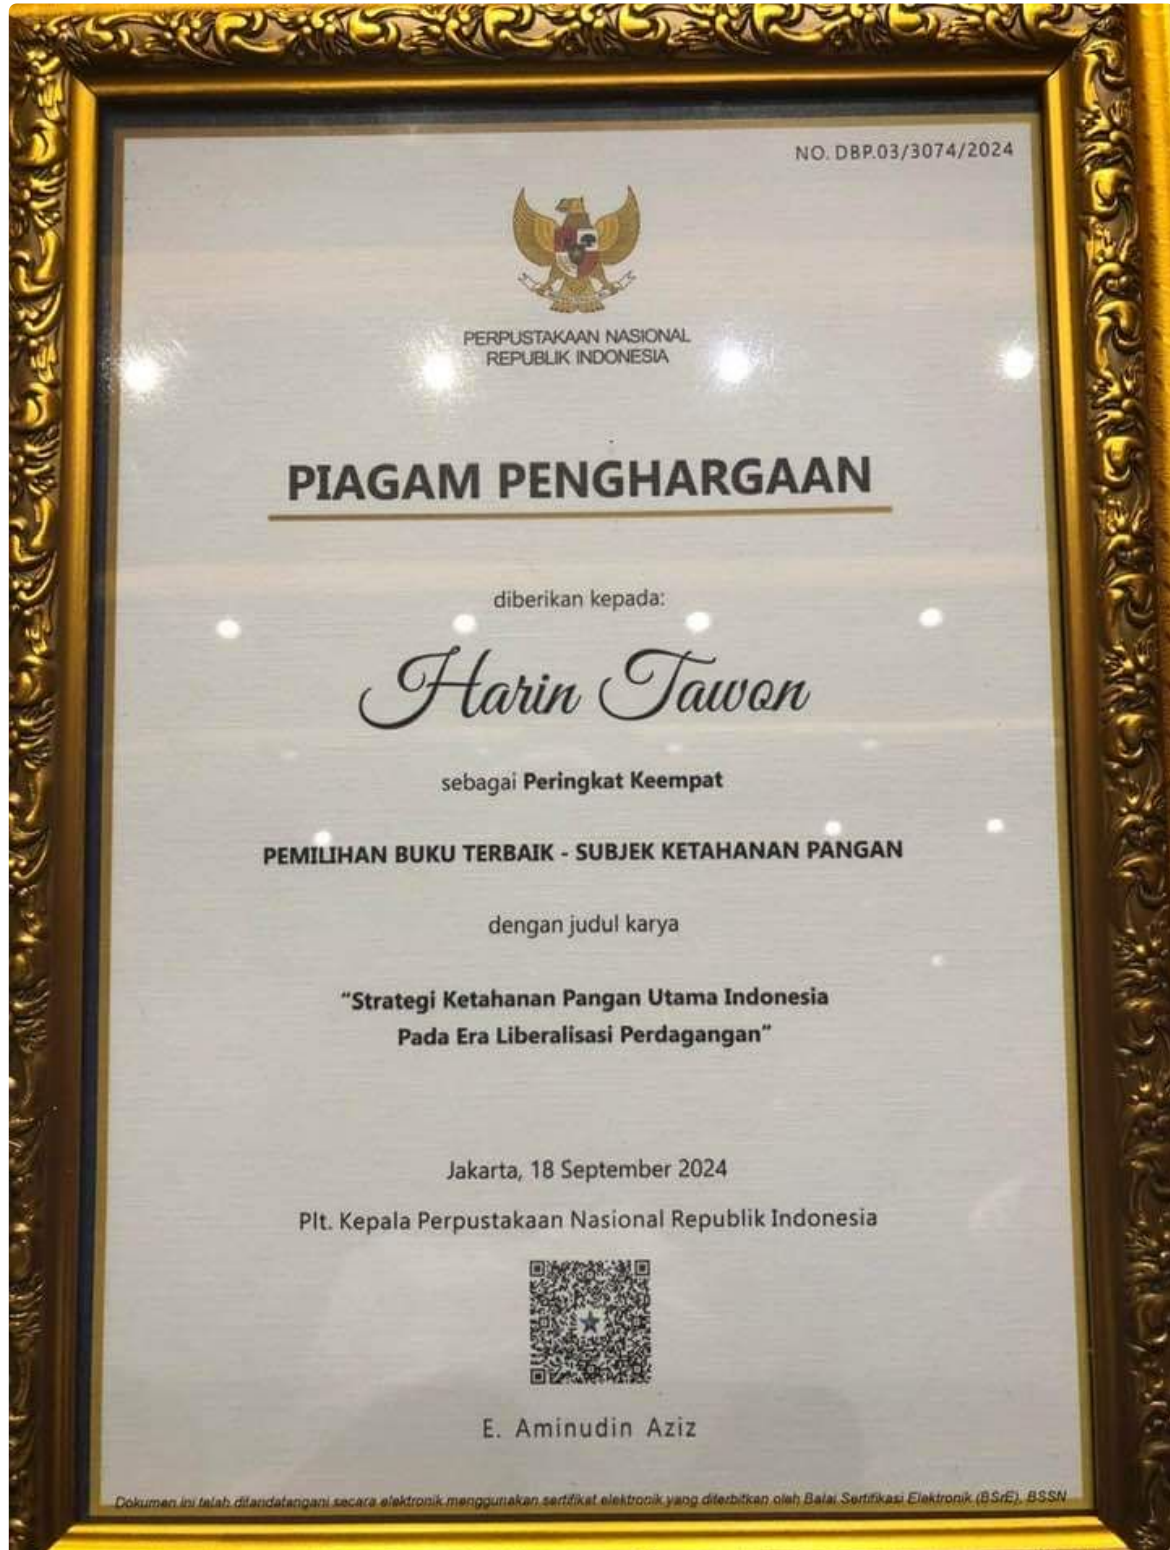 NO. DBP.03/3074/2024
PERPUSTAKAAN NASIONAL
REPUBLIK INDONESIA
PIAGAM PENGHARGAAN
diberikan kepada:
Harin Tawon
sebagai Peringkat Keempat
PEMILIHAN BUKU TERBAIK - SUBJEK KETAHANAN PANGAN
dengan judul karya
“Strategi Ketahanan Pangan Utama Indonesia
Pada Era Liberalisasi Perdagangan”
Jakarta, 18 September 2024
Plt. Kepala Perpustakaan Nasional Republik Indonesia
E. Aminudin Aziz
Dokumen ini telah ditandatangani secara elektronik menggunakan sertifikat elektronik yang diterbitkan oleh Balai Sertifikasi Elektronik (BSrE), BSSN